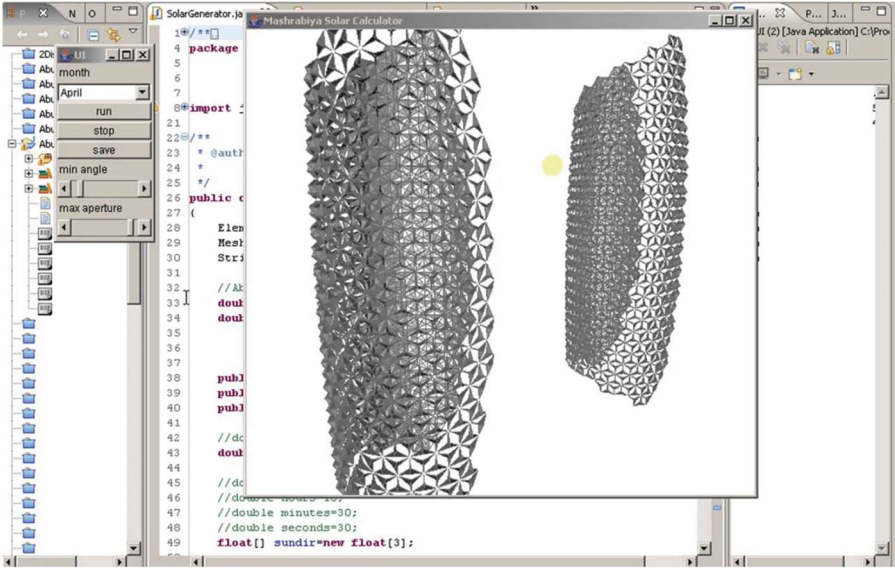 P
SolarGenerator.ja
Mashrabiya Solar Calculator
P...
J...
UI
month
April
run
stop
save
min angle
max aperture
2Di
Abu
Abu
Abu
Abu
Abu
Abu
UI (2) [Java Application] C:\Pro
1 /**
4 package
7
8 import
21
22 /**
23 * @auth
24 *
25 */
26 public
27 {
28 Elem
29 Mesh
30 Stri
31
32 //Ab
33 doub
34 doub
35
36
37
38 publ
39 publ
40 publ
41
42 //do
43 doub
44
45 //do
46 //double hours=10;
47 //double minutes=30;
48 //double seconds=30;
49 float[] sundir=new float[3];